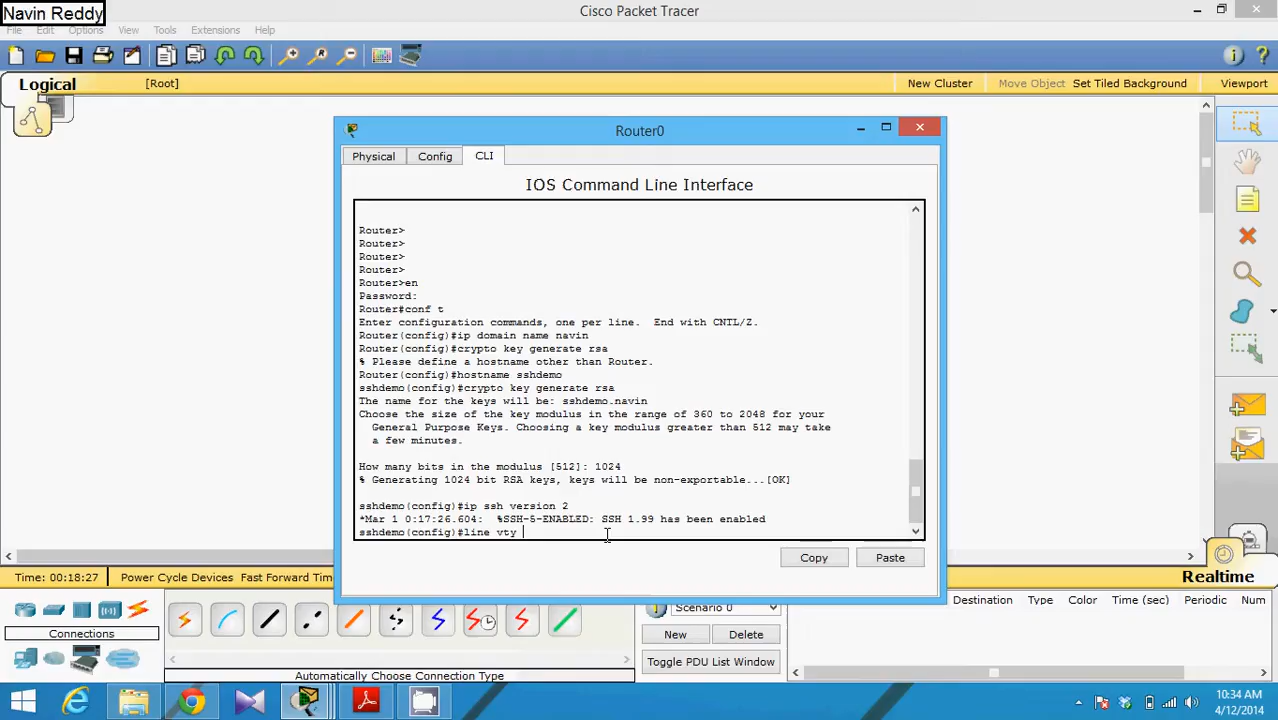 Navin Reddy
Cisco Packet Tracer
File Edit Options View Tools Extensions Help
Logical [Root] New Cluster Move Object Set Tiled Background Viewport
Router0
Physical Config CLI
IOS Command Line Interface
Router>
Router>
Router>
Router>
Router>en
Password:
Router#conf t
Enter configuration commands, one per line.  End with CNTL/Z.
Router(config)#ip domain name navin
Router(config)#crypto key generate rsa
% Please define a hostname other than Router.
Router(config)#hostname sshdemo
sshdemo(config)#crypto key generate rsa
The name for the keys will be: sshdemo.navin
Choose the size of the key modulus in the range of 360 to 2048 for your
General Purpose Keys. Choosing a key modulus greater than 512 may take
a few minutes.
How many bits in the modulus [512]: 1024
% Generating 1024 bit RSA keys, keys will be non-exportable...[OK]
sshdemo(config)#ip ssh version 2
*Mar 1 0:17:26.604:  %SSH-5-ENABLED: SSH 1.99 has been enabled
sshdemo(config)#line vty
Copy Paste
Time: 00:18:27 Power Cycle Devices Fast Forward Tim
Realtime
Scenario 0
Destination Type Color Time (sec) Periodic Num
Connections
New Delete
Toggle PDU List Window
Automatically Choose Connection Type
10:34 AM
4/12/2014